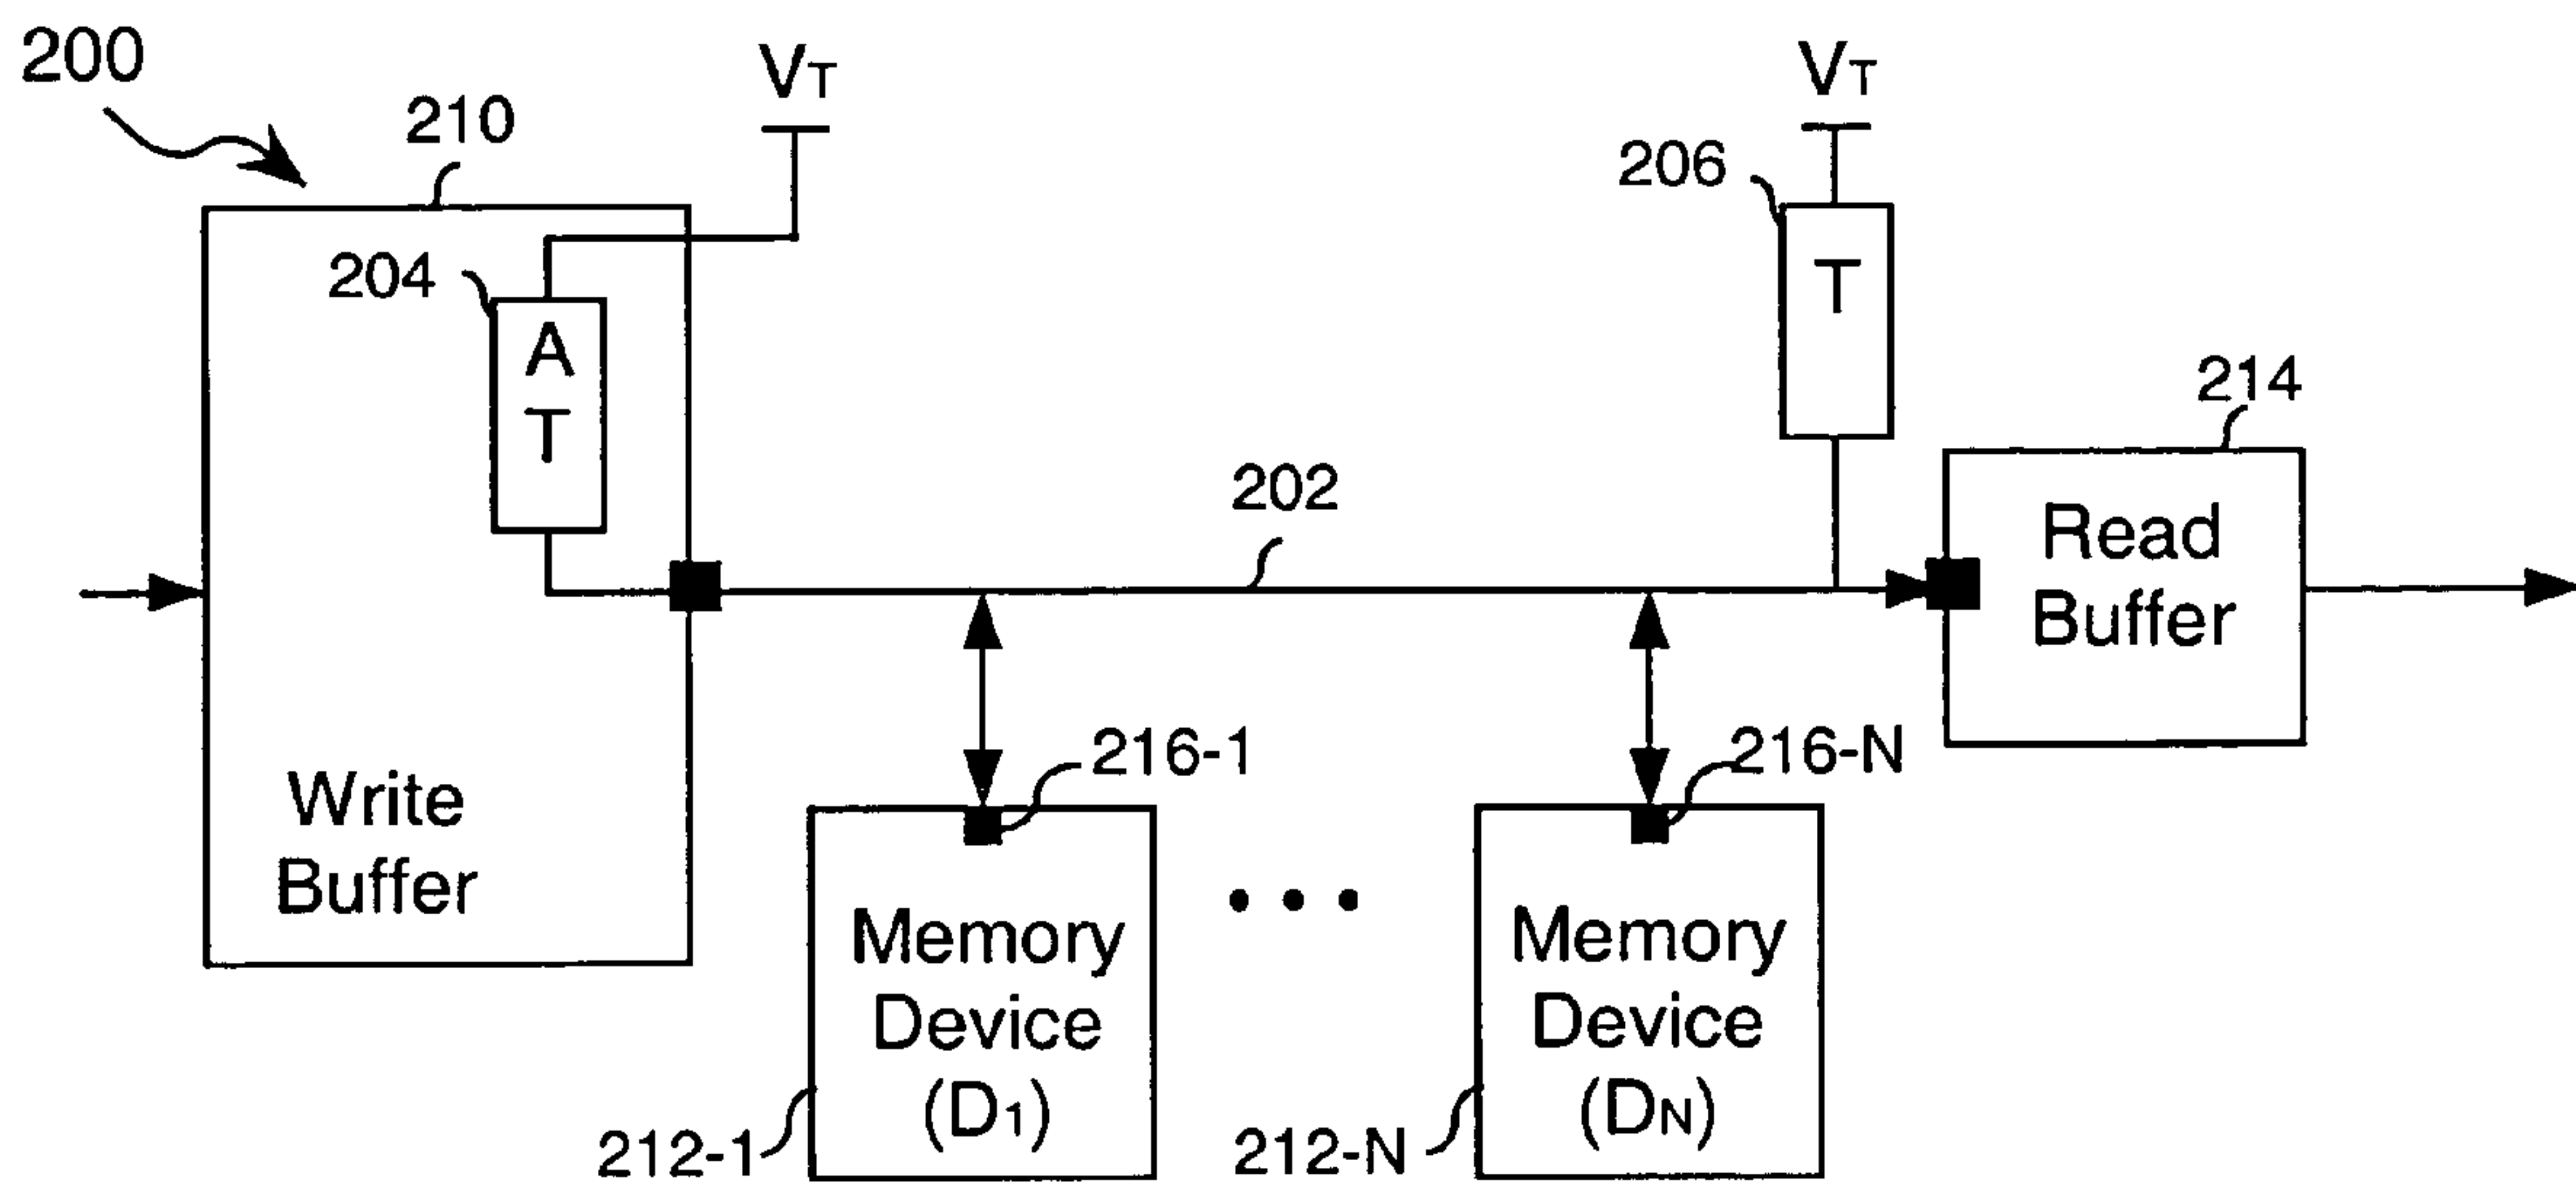 200
210
VT
VT
206
204
A
T
T
214
202
Read
Buffer
216-1
216-N
Write
Buffer
Memory
Device
(D1)
Memory
Device
(DN)
212-1
212-N